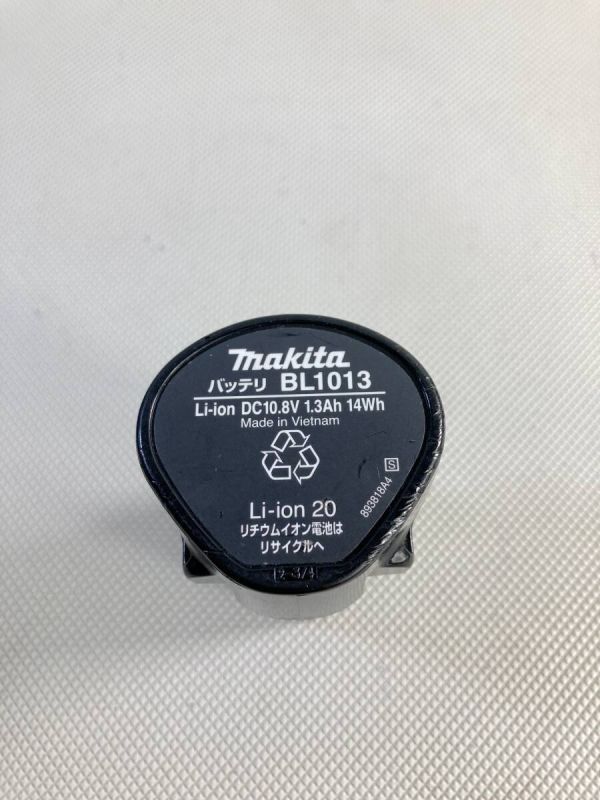 makita
バッテリ BL1013
Li-ion DC10.8V 1.3Ah 14Wh
Made in Vietnam
S
893818A4
Li-ion 20
リチウムイオン電池は
リサイクルへ